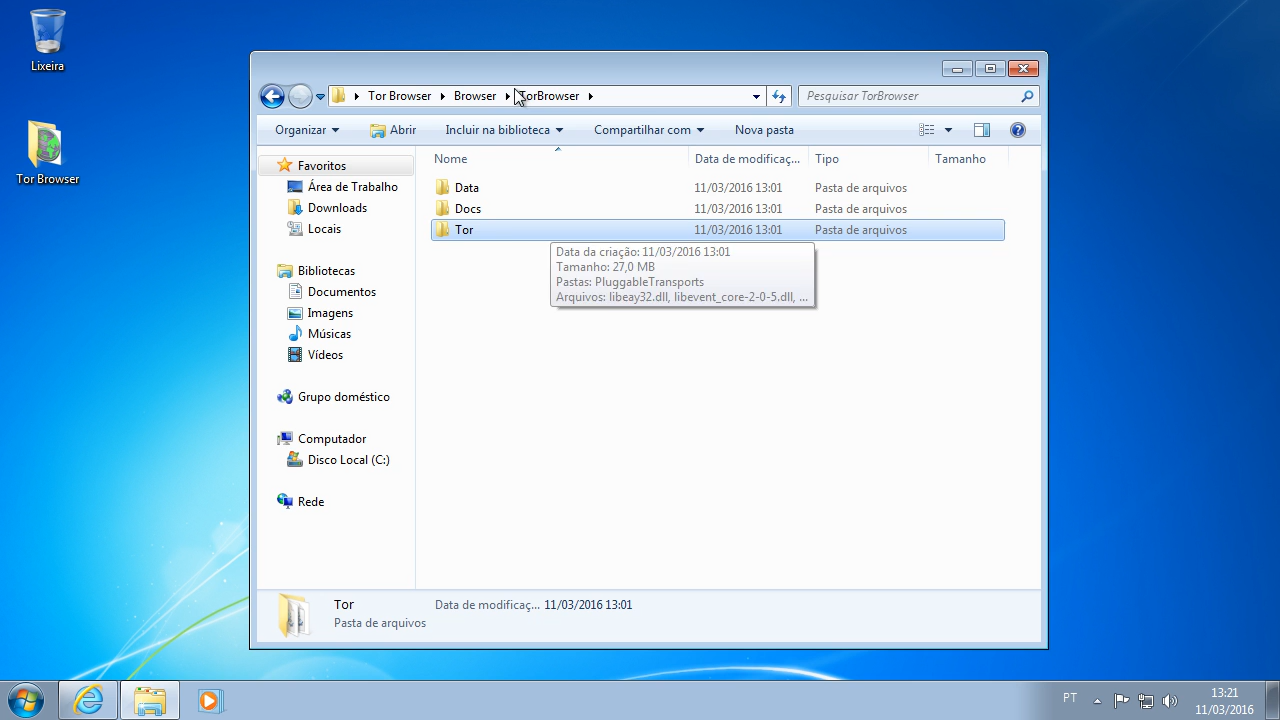 Lixeira
Tor Browser
Tor Browser Browser TorBrowser
Pesquisar TorBrowser
Organizar Abrir Incluir na biblioteca Compartilhar com Nova pasta
Nome Data de modificaç... Tipo Tamanho
Data 11/03/2016 13:01 Pasta de arquivos
Docs 11/03/2016 13:01 Pasta de arquivos
Tor 11/03/2016 13:01 Pasta de arquivos
Data da criação: 11/03/2016 13:01
Tamanho: 27,0 MB
Pastas: PluggableTransports
Arquivos: libeay32.dll, libevent_core-2-0-5.dll, ...
Favoritos
Área de Trabalho
Downloads
Locais
Bibliotecas
Documentos
Imagens
Músicas
Vídeos
Grupo doméstico
Computador
Disco Local (C:)
Rede
Tor Data de modificaç... 11/03/2016 13:01
Pasta de arquivos
PT
13:21
11/03/2016